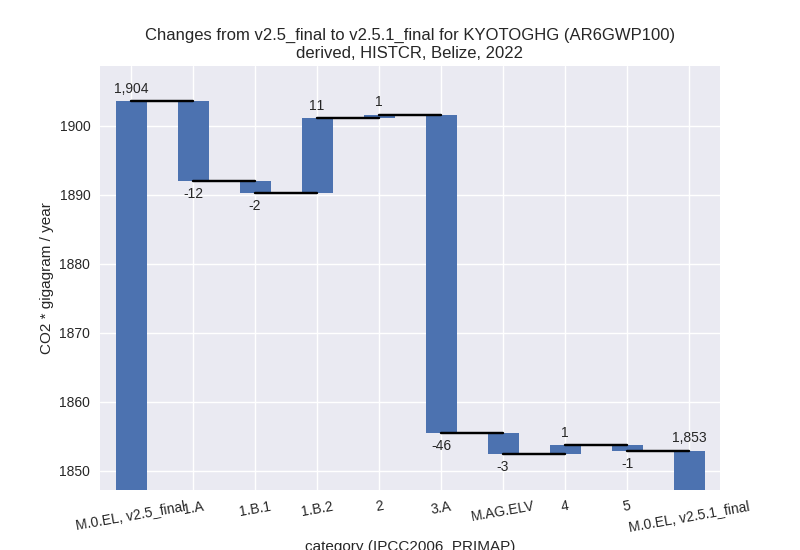 Changes from v2.5_final to v2.5.1_final for KYOTOGHG (AR6GWP100)
derived, HISTCR, Belize, 2022
CO2 * gigagram / year
1900
1890
1880
1870
1860
1850
1,904
-12
-2
11
1
-46
-3
1
-1
1,853
M.0.EL, v2.5_final
1.A
1.B.1
1.B.2
2
3.A
M.AG.ELV
4
5
M.0.EL, v2.5.1_final
category (IPCC2006_PRIMAP)